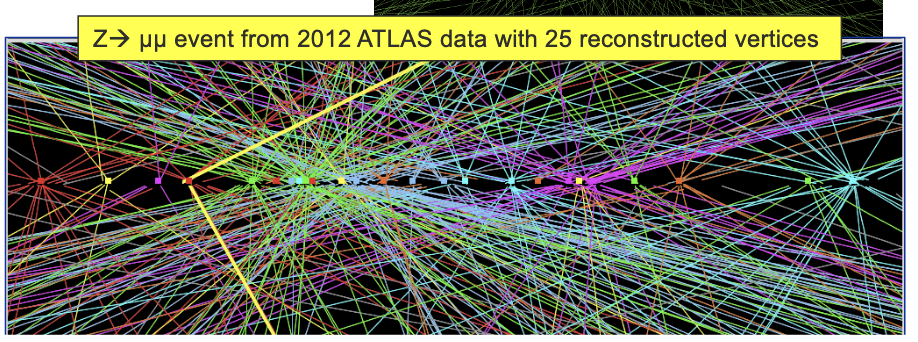 Z→ μμ event from 2012 ATLAS data with 25 reconstructed vertices